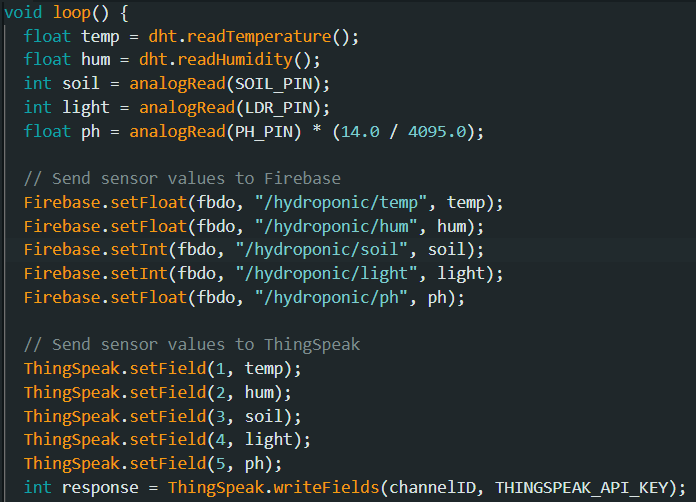 void loop() {
  float temp = dht.readTemperature();
  float hum = dht.readHumidity();
  int soil = analogRead(SOIL_PIN);
  int light = analogRead(LDR_PIN);
  float ph = analogRead(PH_PIN) * (14.0 / 4095.0);

  // Send sensor values to Firebase
  Firebase.setFloat(fbdo, "/hydroponic/temp", temp);
  Firebase.setFloat(fbdo, "/hydroponic/hum", hum);
  Firebase.setInt(fbdo, "/hydroponic/soil", soil);
  Firebase.setInt(fbdo, "/hydroponic/light", light);
  Firebase.setFloat(fbdo, "/hydroponic/ph", ph);

  // Send sensor values to ThingSpeak
  ThingSpeak.setField(1, temp);
  ThingSpeak.setField(2, hum);
  ThingSpeak.setField(3, soil);
  ThingSpeak.setField(4, light);
  ThingSpeak.setField(5, ph);
  int response = ThingSpeak.writeFields(channelID, THINGSPEAK_API_KEY);